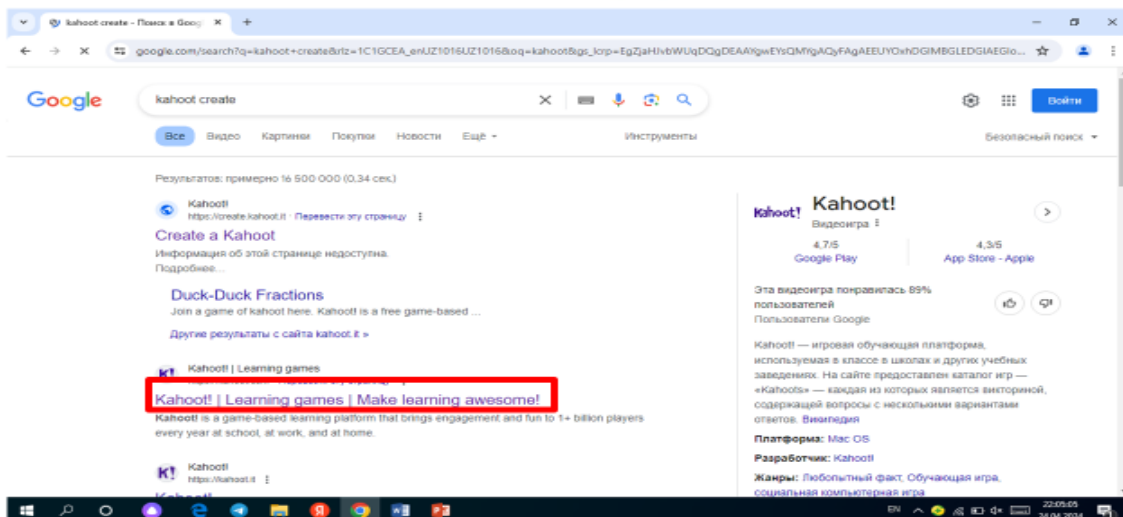 kahoot create - Поиск в Goog
google.com/search?q=kahoot+create&rlz=1C1GCEA_enUZ1016UZ1016&oq=kahoot&gs_lcrp=
Google
kahoot create
Войти
Все Видео Картинки Покупки Новости Ещё Инструменты Безопасный поиск
Результатов: примерно 16 500 000 (0,34 сек.)
Kahoot!
https://create.kahoot.it · Перевести эту страницу
Create a Kahoot
Информация об этой странице недоступна.
Подробнее...
Duck-Duck Fractions
Join a game of kahoot here. Kahoot! is a free game-based ...
Другие результаты с сайта kahoot.it »
Kahoot! | Learning games
Kahoot! | Learning games | Make learning awesome!
Kahoot! is a game-based learning platform that brings engagement and fun to 1+ billion players
every year at school, at work, and at home.
Kahoot!
https://kahoot.it
Kahoot!
Kahoot!
Kahoot!
Видеоигра
4,7/5 4,3/5
Google Play App Store - Apple
Эта видеоигра понравилась 89%
пользователей
Пользователи Google
Kahoot! — игровая обучающая платформа,
используемая в классе в школах и других учебных
заведениях. На сайте предоставлен каталог игр —
«Kahoots» — каждая из которых является викториной,
содержащей вопросы с несколькими вариантами
ответов. Википедия
Платформа: Mac OS
Разработчик: Kahoot!
Жанры: Любопытный факт, Обучающая игра,
социальная компьютерная игра
EN 22:05:05
24.04.2024